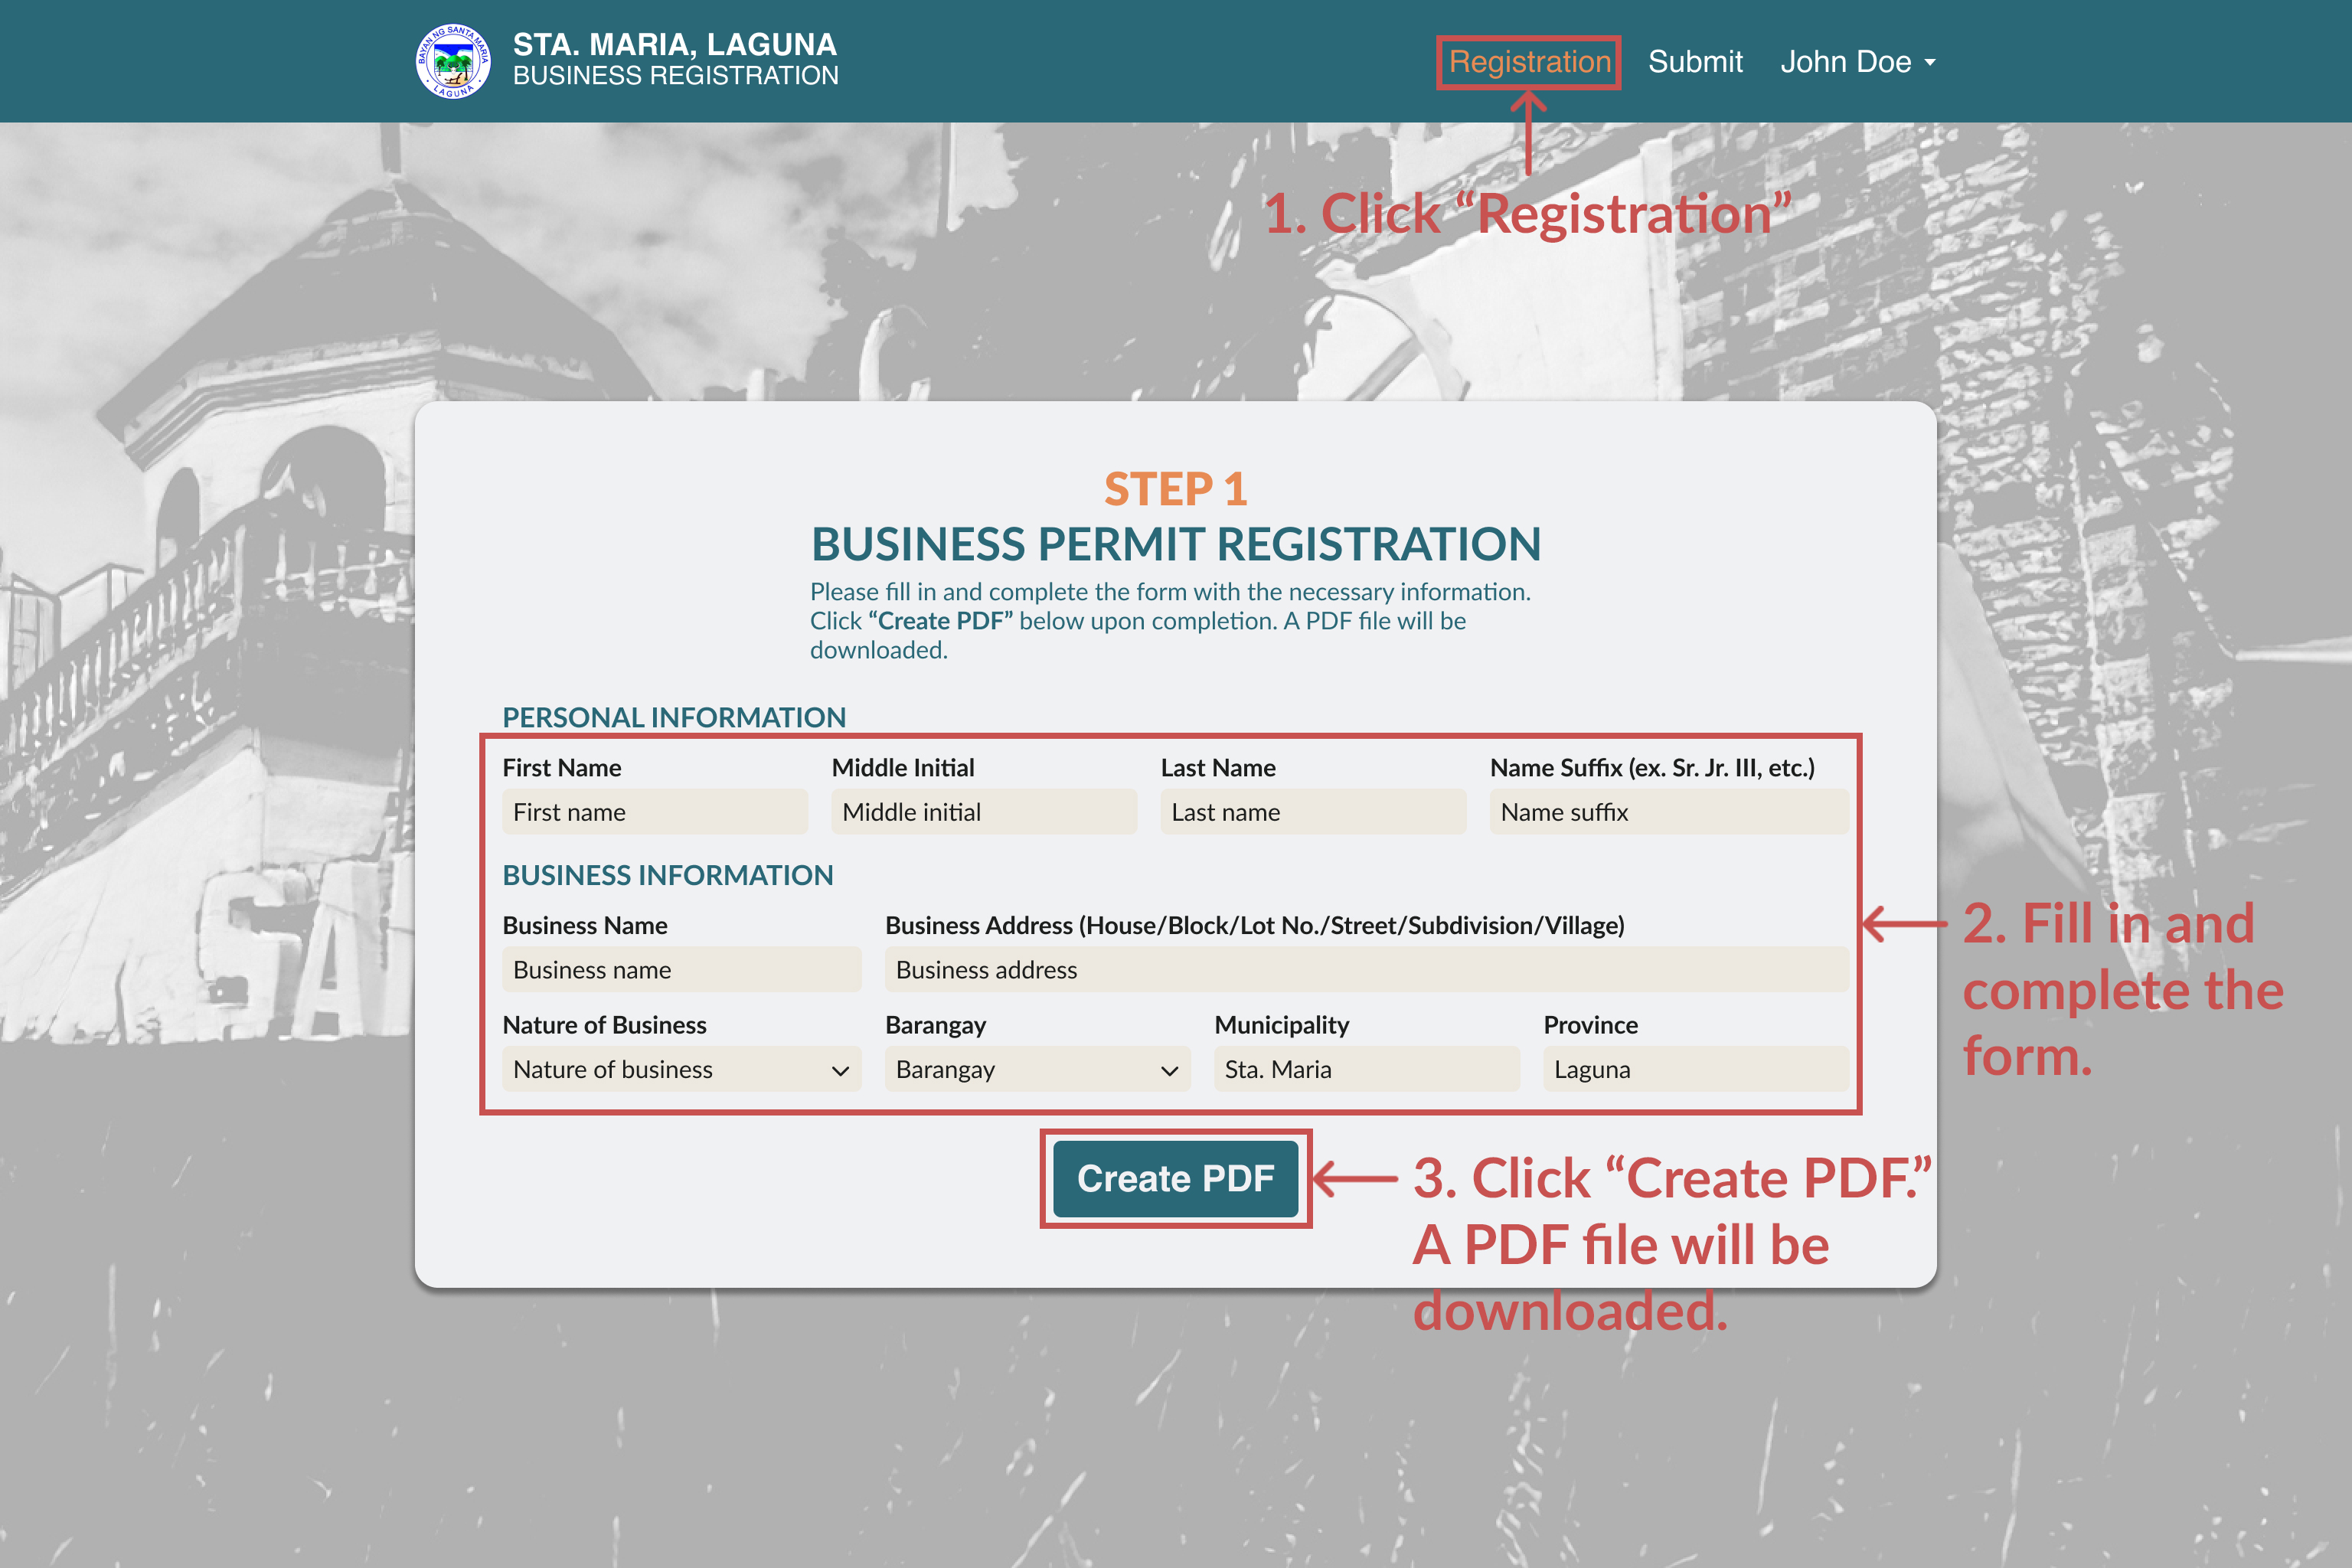 BAYAN NG SANTA MARIA
LAGUNA
STA. MARIA, LAGUNA
BUSINESS REGISTRATION
Registration
Submit
John Doe
1. Click “Registration”
STEP 1
BUSINESS PERMIT REGISTRATION
Please fill in and complete the form with the necessary information.
Click “Create PDF” below upon completion. A PDF file will be
downloaded.
PERSONAL INFORMATION
First Name
Middle Initial
Last Name
Name Suffix (ex. Sr. Jr. III, etc.)
First name
Middle initial
Last name
Name suffix
BUSINESS INFORMATION
Business Name
Business Address (House/Block/Lot No./Street/Subdivision/Village)
Business name
Business address
Nature of Business
Barangay
Municipality
Province
Nature of business
Barangay
Sta. Maria
Laguna
2. Fill in and
complete the
form.
Create PDF
3. Click “Create PDF.”
A PDF file will be
downloaded.